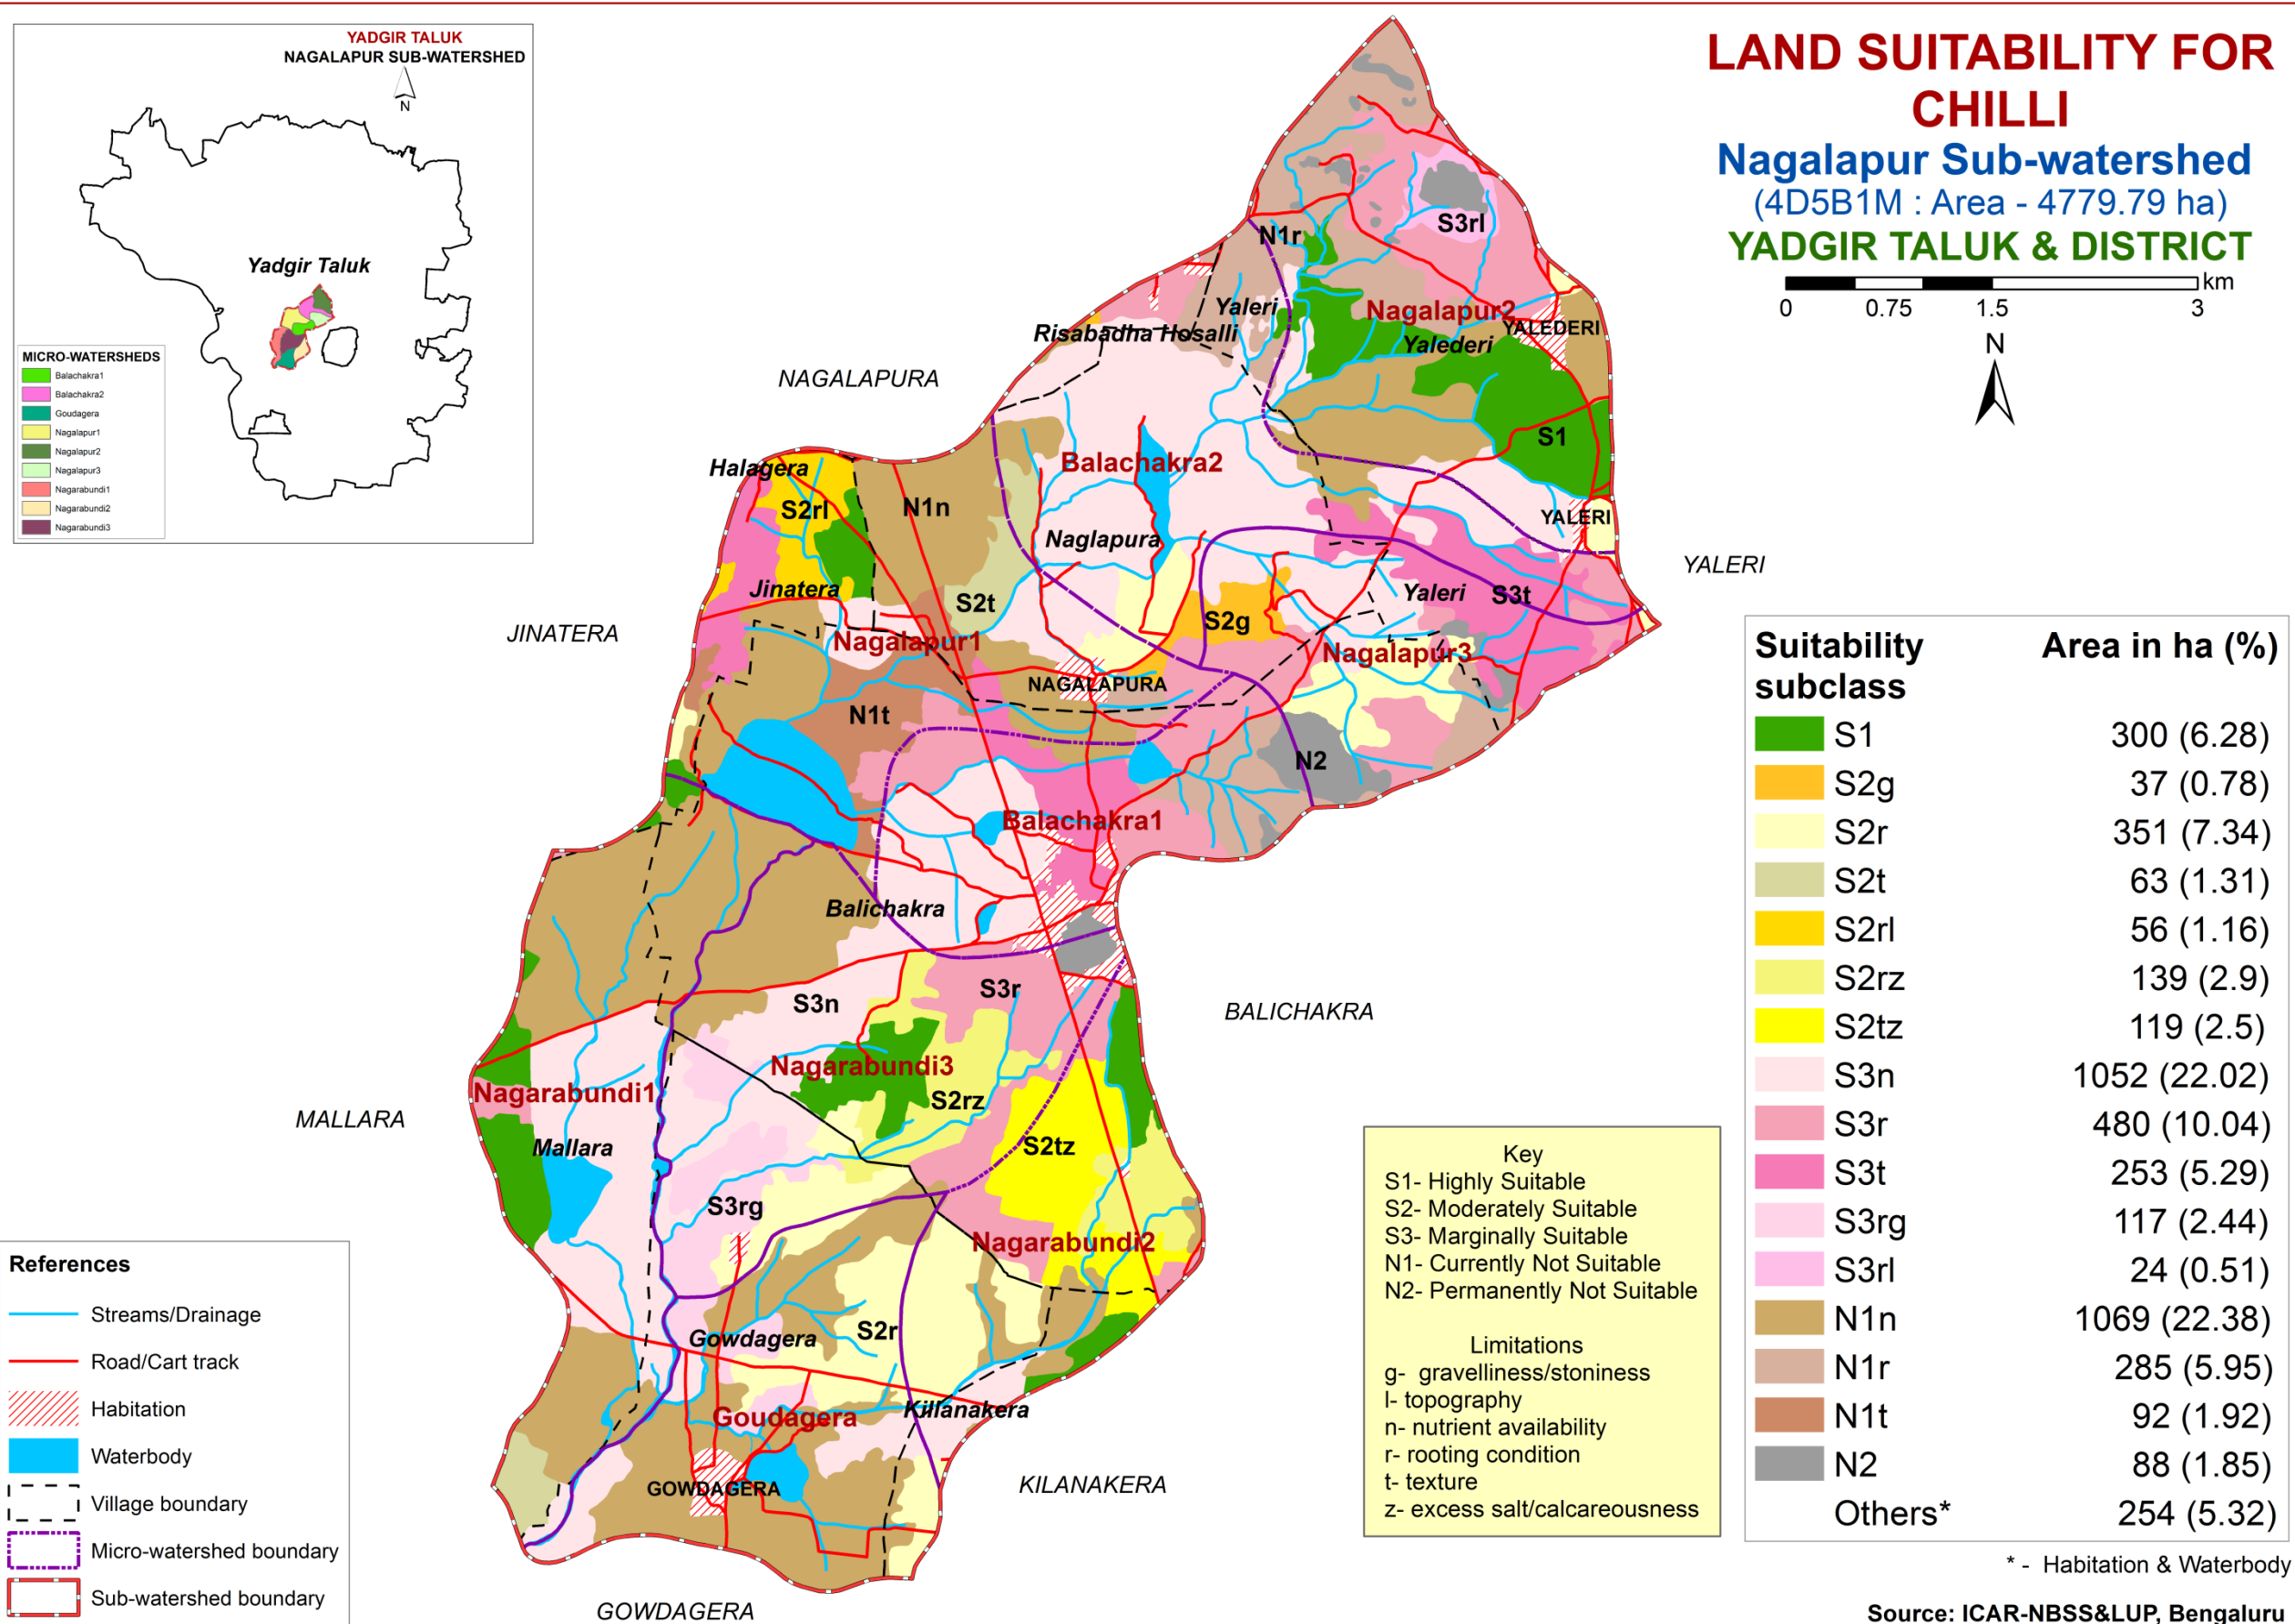 YADGIR TALUK
NAGALAPUR SUB-WATERSHED
N
Yadgir Taluk
MICRO-WATERSHEDS
Balachakra1
Balachakra2
Goudagera
Nagalapur1
Nagalapur2
Nagalapur3
Nagarabundi1
Nagarabundi2
Nagarabundi3
LAND SUITABILITY FOR
CHILLI
Nagalapur Sub-watershed
(4D5B1M : Area - 4779.79 ha)
YADGIR TALUK & DISTRICT
km
0 0.75 1.5 3
N
S3rl
N1r
Yaleri
Nagalapur2
YALEDERI
Risabadha Hosalli
Yalederi
NAGALAPURA
S1
Balachakra2
Halagera
S2rl
N1n
YALERI
Naglapura
YALERI
Jinatera
S2t
Yaleri
S3t
S2g
JINATERA
Nagalapur1
Nagalapur3
NAGALAPURA
N1t
N2
Balachakra1
Balichakra
S3r
S3n
BALICHAKRA
Nagarabundi3
Nagarabundi1
S2rz
MALLARA
Mallara
S2tz
S3rg
Nagarabundi2
S2r
Gowdagera
Killanakera
Goudagera
KILANAKERA
GOWDAGERA
GOWDAGERA
References
Streams/Drainage
Road/Cart track
Habitation
Waterbody
Village boundary
Micro-watershed boundary
Sub-watershed boundary
Key
S1- Highly Suitable
S2- Moderately Suitable
S3- Marginally Suitable
N1- Currently Not Suitable
N2- Permanently Not Suitable
Limitations
g- gravelliness/stoniness
l- topography
n- nutrient availability
r- rooting condition
t- texture
z- excess salt/calcareousness
Suitability Area in ha (%)
subclass
S1 300 (6.28)
S2g 37 (0.78)
S2r 351 (7.34)
S2t 63 (1.31)
S2rl 56 (1.16)
S2rz 139 (2.9)
S2tz 119 (2.5)
S3n 1052 (22.02)
S3r 480 (10.04)
S3t 253 (5.29)
S3rg 117 (2.44)
S3rl 24 (0.51)
N1n 1069 (22.38)
N1r 285 (5.95)
N1t 92 (1.92)
N2 88 (1.85)
Others* 254 (5.32)
* - Habitation & Waterbody
Source: ICAR-NBSS&LUP, Bengaluru